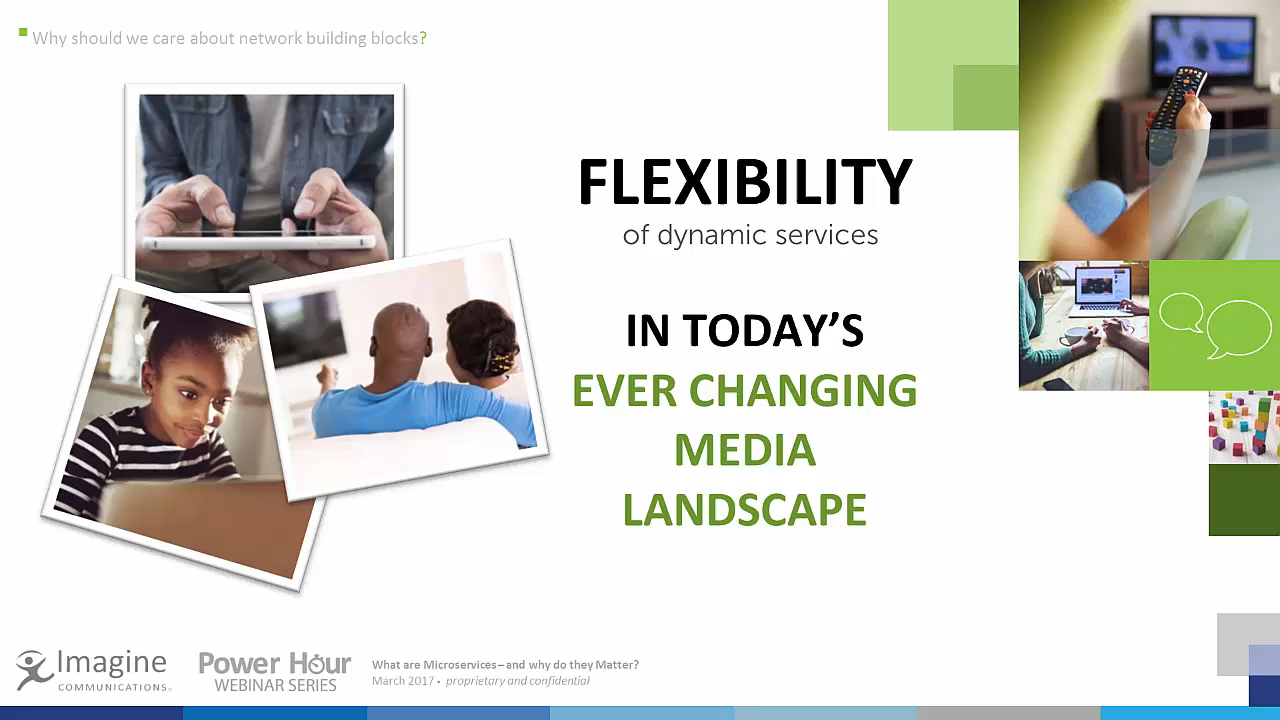 Why should we care about network building blocks?
FLEXIBILITY
of dynamic services
IN TODAY'S
EVER CHANGING
MEDIA
LANDSCAPE
Imagine
COMMUNICATIONS
Power Hour
WEBINAR SERIES
What are Microservices–and why do they Matter?
March 2017 • proprietary and confidential